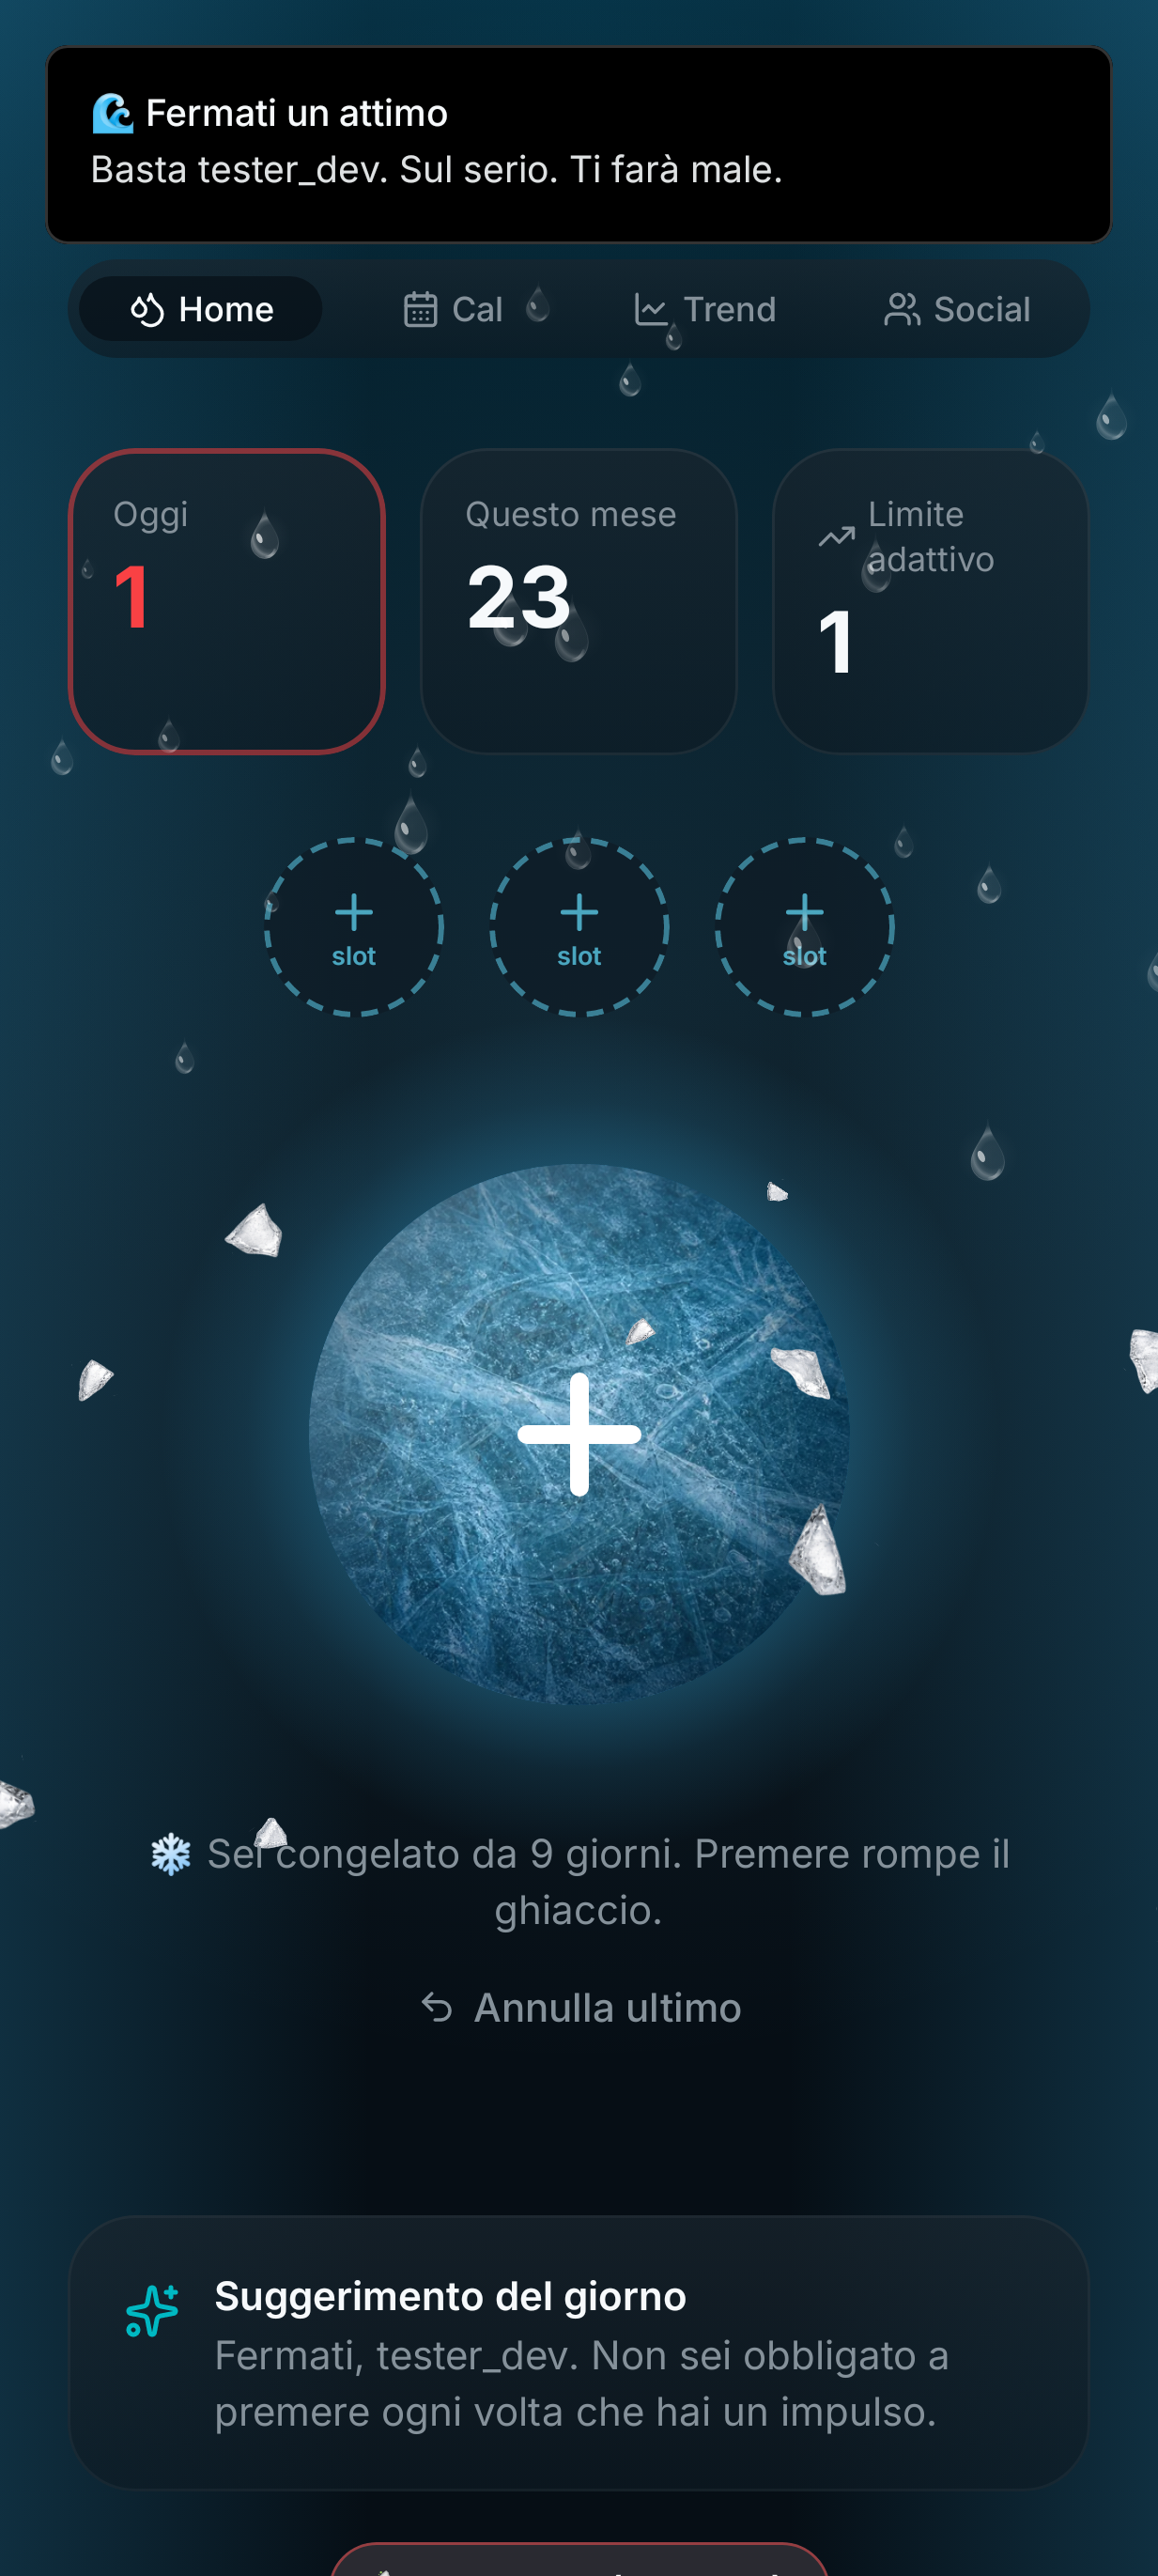 🌊 Fermati un attimo
Basta tester_dev. Sul serio. Ti farà male.
Home
Cal
Trend
Social
Oggi
1
Questo mese
23
Limite
adattivo
1
slot
slot
slot
❄️ Sei congelato da 9 giorni. Premere rompe il
ghiaccio.
Annulla ultimo
Suggerimento del giorno
Fermati, tester_dev. Non sei obbligato a
premere ogni volta che hai un impulso.